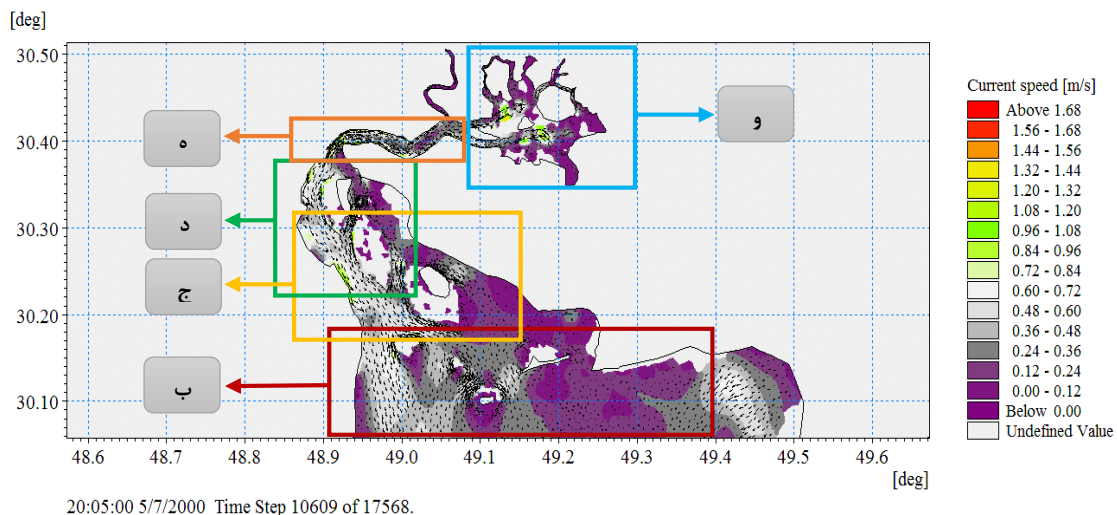 [deg]
30.50
30.40
30.30
30.20
30.10
48.6 48.7 48.8 48.9 49.0 49.1 49.2 49.3 49.4 49.5 49.6
[deg]
20:05:00 5/7/2000 Time Step 10609 of 17568.
ه
د
ج
ب
و
Current speed [m/s]
Above 1.68
1.56 - 1.68
1.44 - 1.56
1.32 - 1.44
1.20 - 1.32
1.08 - 1.20
0.96 - 1.08
0.84 - 0.96
0.72 - 0.84
0.60 - 0.72
0.48 - 0.60
0.36 - 0.48
0.24 - 0.36
0.12 - 0.24
0.00 - 0.12
Below 0.00
Undefined Value